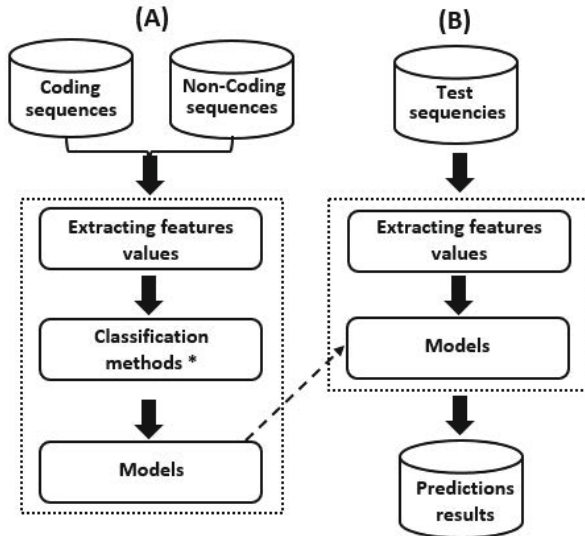 (A)
Coding
sequences
Non-Coding
sequences
Extracting features
values
Classification
methods *
Models
(B)
Test
sequencies
Extracting features
values
Models
Predictions
results